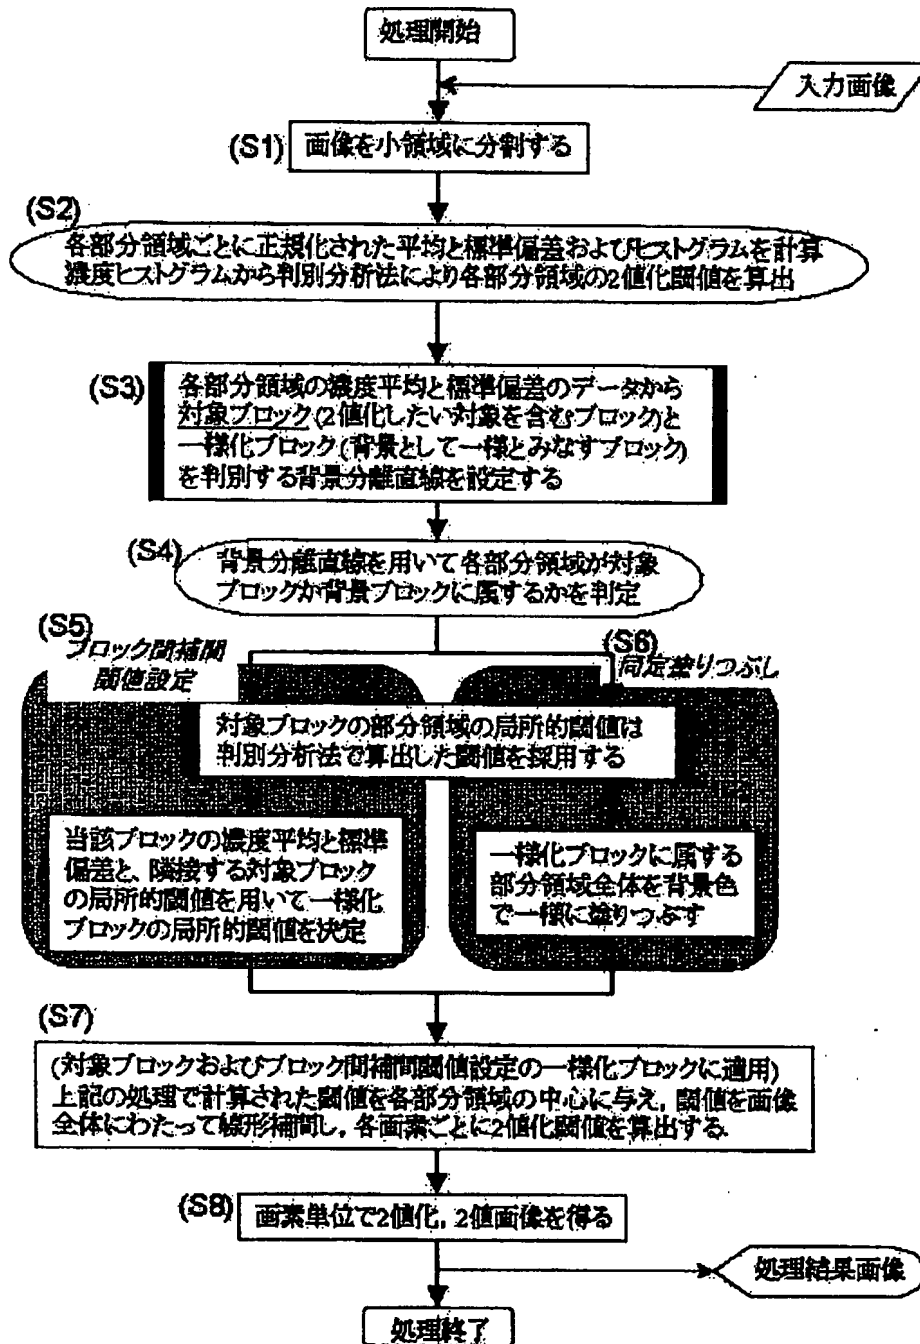 処理開始
入力画像
(S1)
画像を小領域に分割する
(S2)
各部分領域ごとに正規化された平均と標準偏差およびヒストグラムを計算
濃度ヒストグラムから判別分析法により各部分領域の2値化閾値を算出
(S3)
各部分領域の濃度平均と標準偏差のデータから
対象ブロック(2値化したい対象を含むブロック)と
一様化ブロック(背景として一様とみなすブロック)
を判別する背景分離直線を設定する
(S4)
背景分離直線を用いて各部分領域が対象
ブロックか背景ブロックに属するかを判定
(S5)
ブロック間補間
閾値設定
(S6)
同定塗りつぶし
対象ブロックの部分領域の局所的閾値は
判別分析法で算出した閾値を採用する
当該ブロックの濃度平均と標準
偏差と、隣接する対象ブロック
の局所的閾値を用いて一様化
ブロックの局所的閾値を決定
一様化ブロックに属する
部分領域全体を背景色
で一様に塗りつぶす
(S7)
(対象ブロックおよびブロック間補間閾値設定の一様化ブロックに適用)
上記の処理で計算された閾値を各部分領域の中心に与え,閾値を画像
全体にわたって線形補間し,各画素ごとに2値化閾値を算出する.
(S8)
画素単位で2値化,2値画像を得る
処理結果画像
処理終了